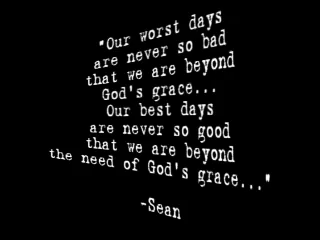 "Our worst days
are never so bad
that we are beyond
God's grace...
Our best days
are never so good
that we are beyond
the need of God's grace..."
-Sean